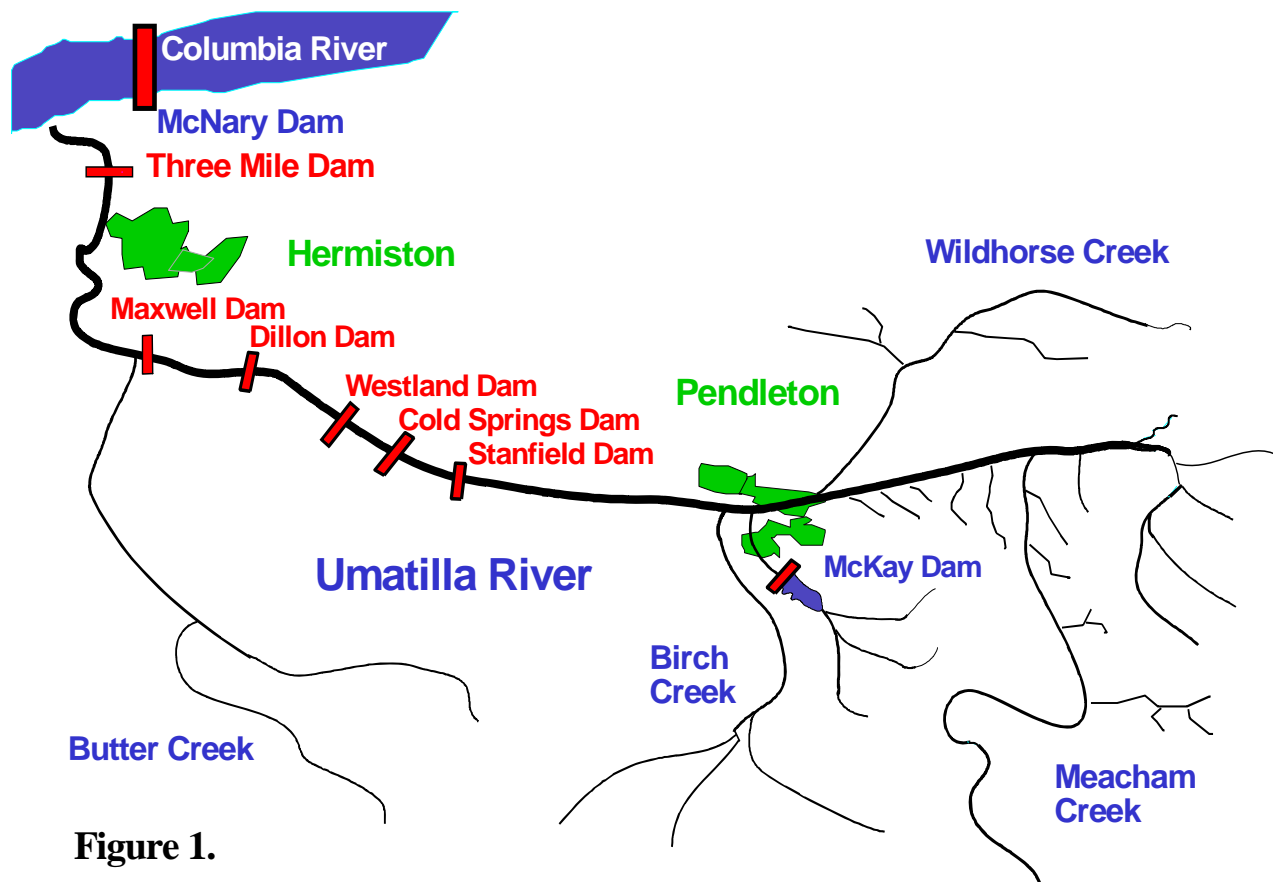 Columbia River
McNary Dam
Three Mile Dam
Hermiston
Wildhorse Creek
Maxwell Dam
Dillon Dam
Westland Dam
Pendleton
Cold Springs Dam
Stanfield Dam
Umatilla River
McKay Dam
Birch
Creek
Butter Creek
Meacham
Creek
Figure 1.